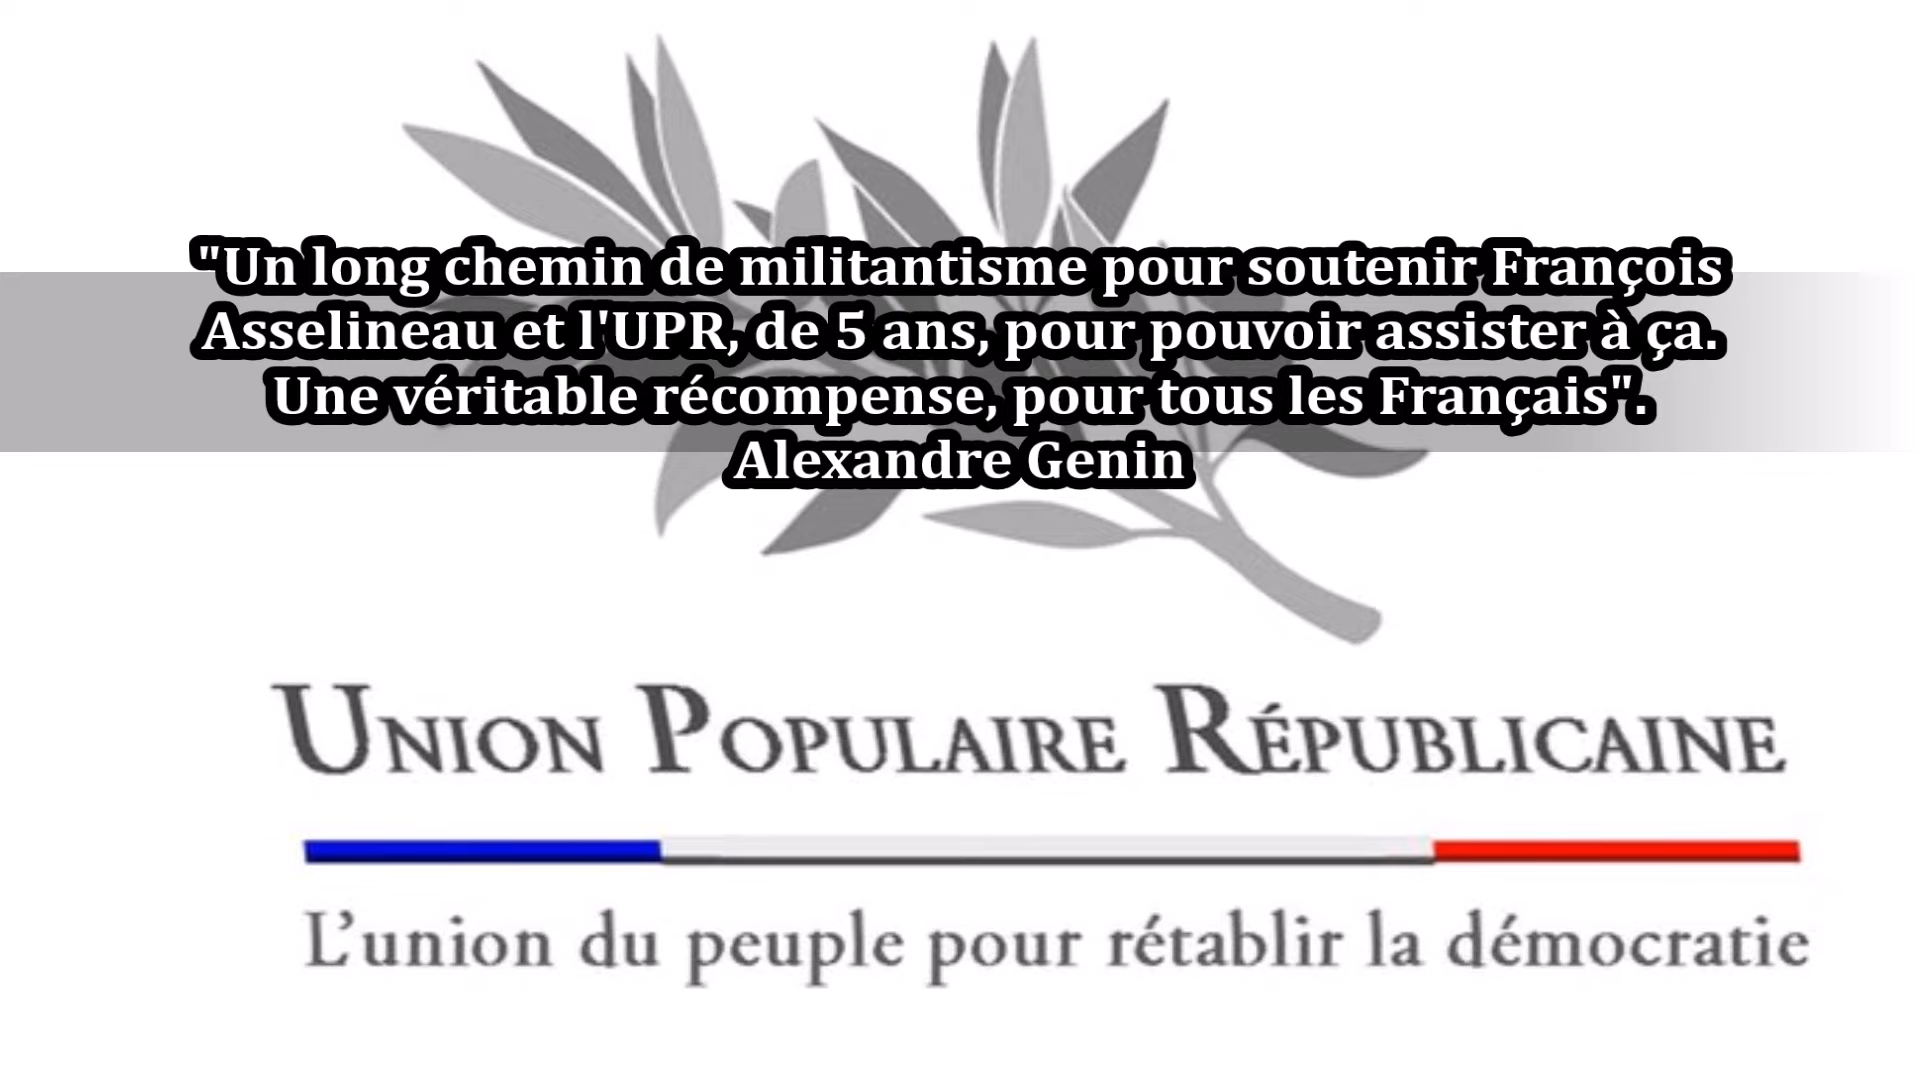 "Un long chemin de militantisme pour soutenir François
Asselineau et l'UPR, de 5 ans, pour pouvoir assister à ça.
Une véritable récompense, pour tous les Français".
Alexandre Genin
UNION POPULAIRE RÉPUBLICAINE
L'union du peuple pour rétablir la démocratie